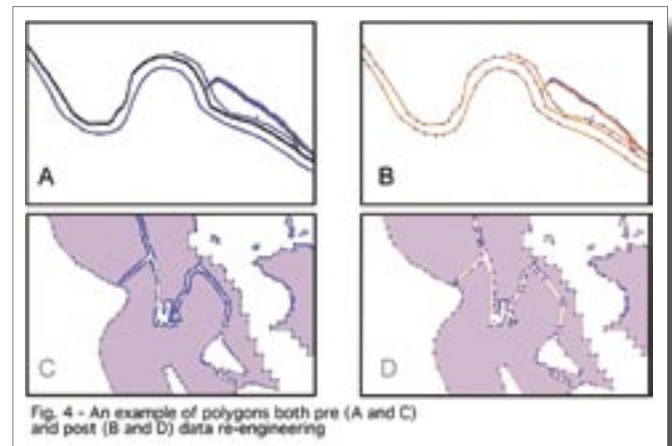 A
B
C
D
Fig. 4 - An example of polygons both pre (A and C)
and post (B and D) data re-engineering